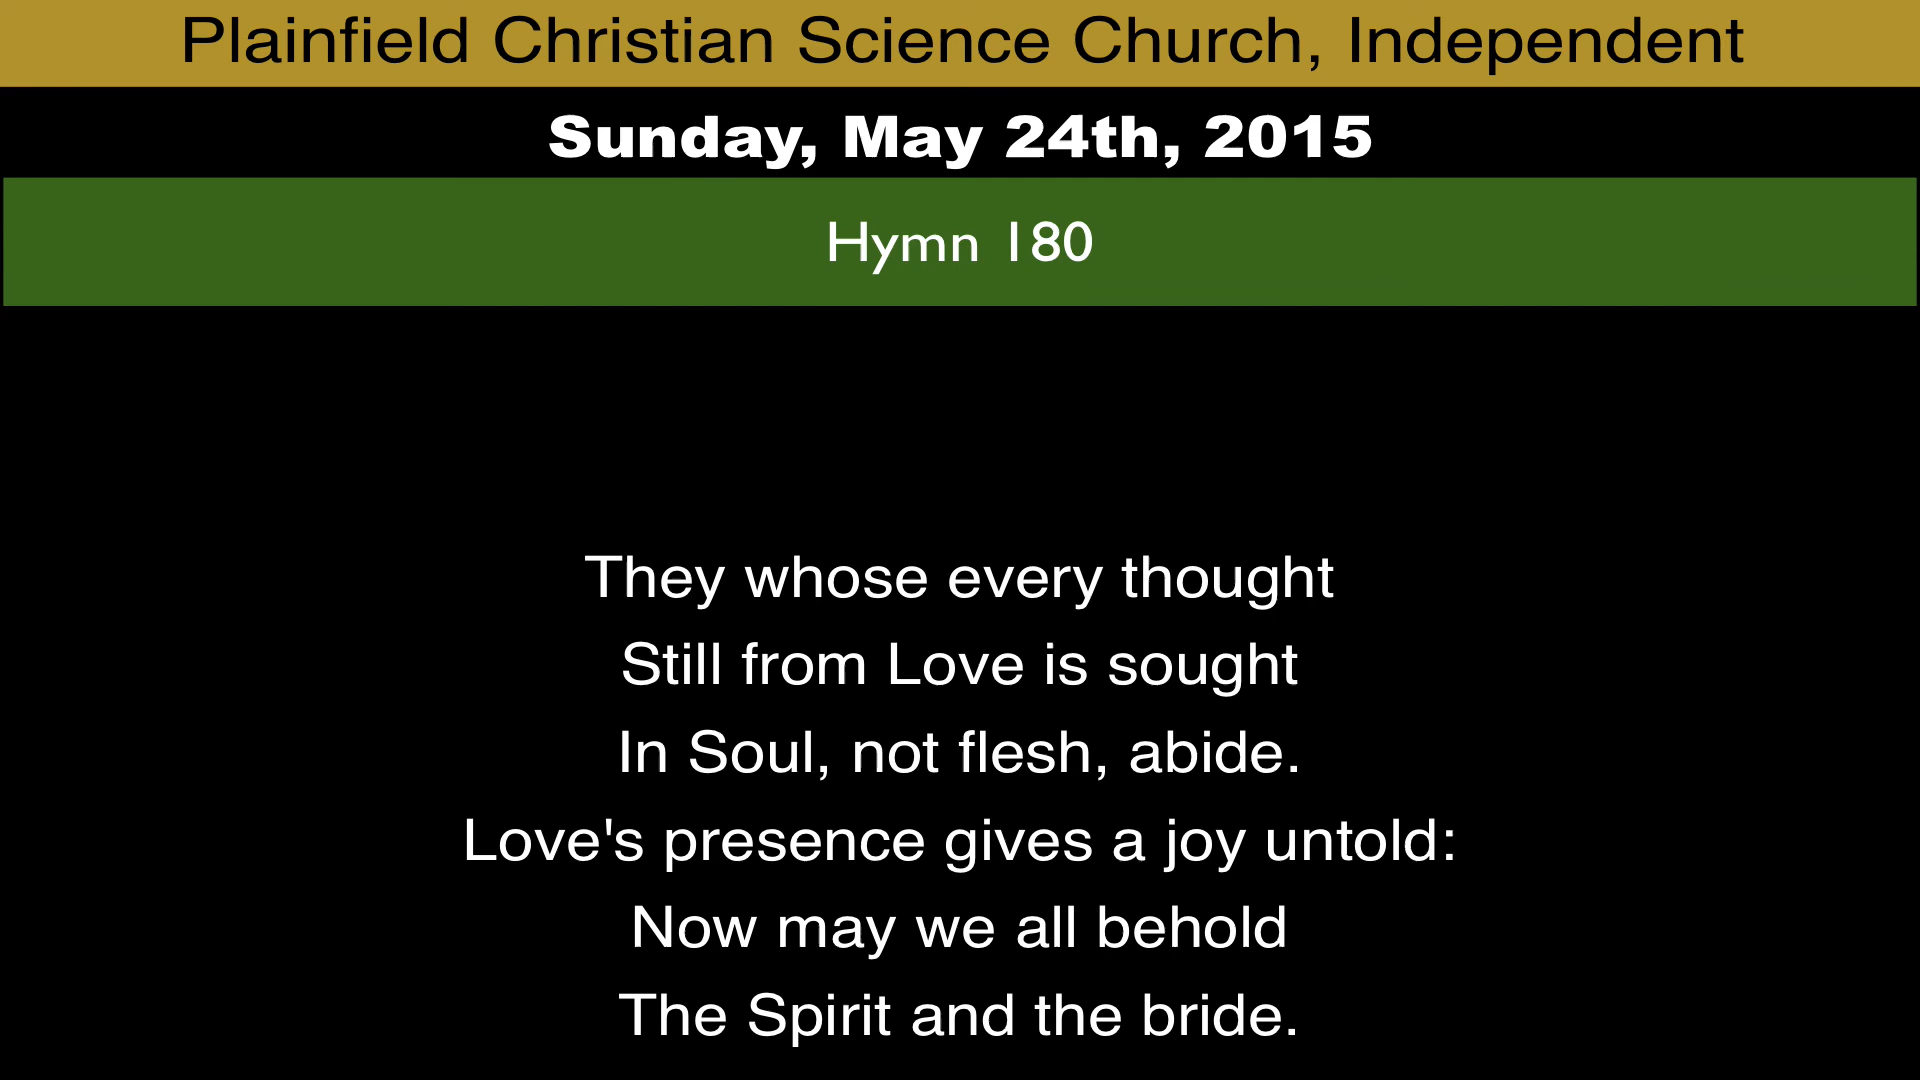 Plainfield Christian Science Church, Independent
Sunday, May 24th, 2015
Hymn 180
They whose every thought
Still from Love is sought
In Soul, not flesh, abide.
Love's presence gives a joy untold:
Now may we all behold
The Spirit and the bride.